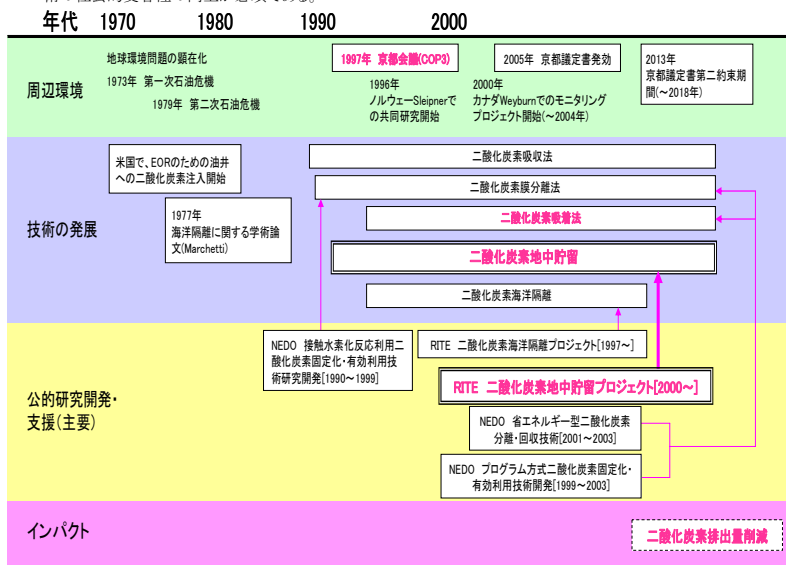 年代 1970 1980 1990 2000
周辺環境
地球環境問題の顕在化
1973年 第一次石油危機
1979年 第二次石油危機
1997年 京都会議(COP3)
1996年
ノルウェーSleipnerで
の共同研究開始
2005年 京都議定書発効
2000年
カナダWeyburnでのモニタリング
プロジェクト開始(～2004年)
2013年
京都議定書第二約束期
間(～2018年)
技術の発展
米国で、EORのための油井
への二酸化炭素注入開始
1977年
海洋隔離に関する学術論
文(Marchetti)
二酸化炭素吸収法
二酸化炭素膜分離法
二酸化炭素吸着法
二酸化炭素地中貯留
二酸化炭素海洋隔離
公的研究開発・
支援(主要)
NEDO 接触水素化反応利用二
酸化炭素固定化・有効利用技
術研究開発[1990～1999]
RITE 二酸化炭素海洋隔離プロジェクト[1997～]
RITE 二酸化炭素地中貯留プロジェクト[2000～]
NEDO 省エネルギー型二酸化炭素
分離・回収技術[2001～2003]
NEDO プログラム方式二酸化炭素固定化・
有効利用技術開発[1999～2003]
インパクト
二酸化炭素排出量削減